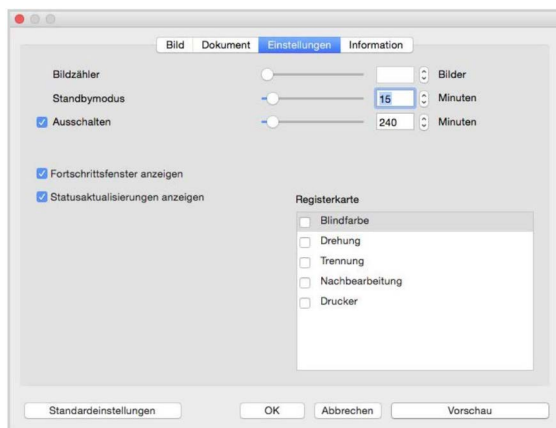 Bild Dokument Einstellungen Information
Bildzähler Bilder
Standbymodus 15 Minuten
Ausschalten 240 Minuten
Fortschrittsfenster anzeigen
Statusaktualisierungen anzeigen
Registerkarte
Blindfarbe
Drehung
Trennung
Nachbearbeitung
Drucker
Standardeinstellungen OK Abbrechen Vorschau